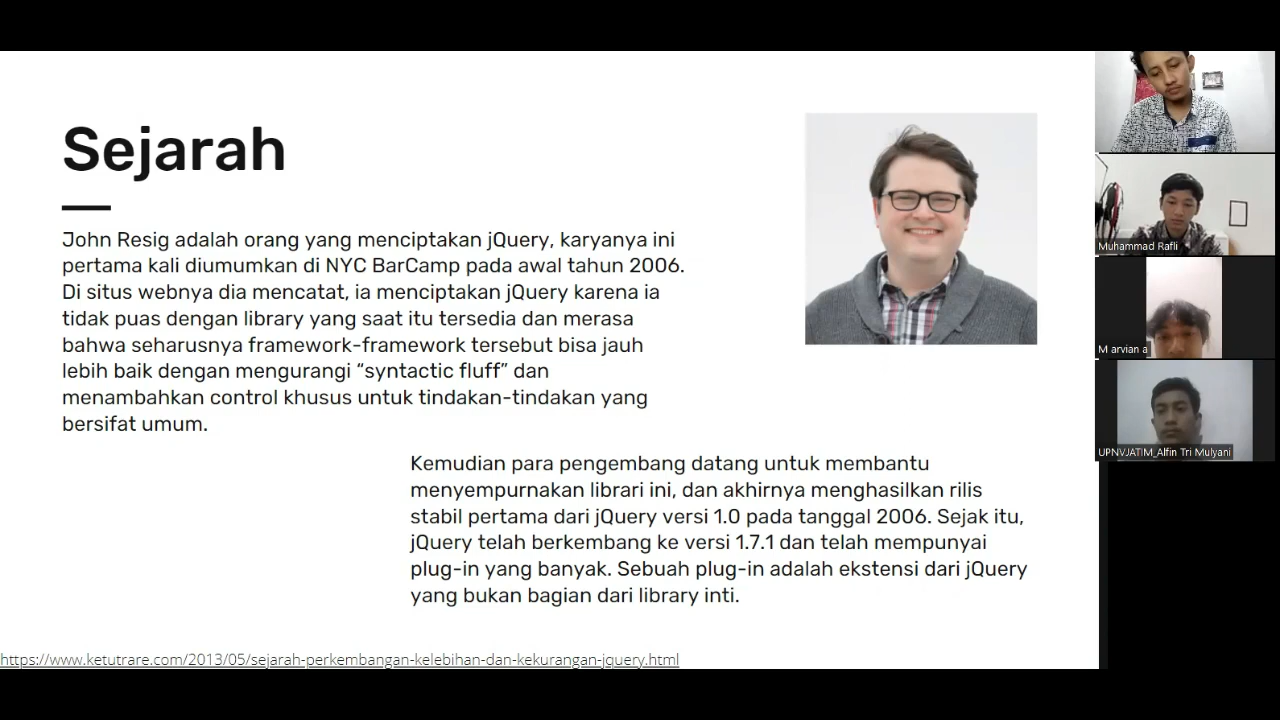 Sejarah
John Resig adalah orang yang menciptakan jQuery, karyanya ini
pertama kali diumumkan di NYC BarCamp pada awal tahun 2006.
Di situs webnya dia mencatat, ia menciptakan jQuery karena ia
tidak puas dengan library yang saat itu tersedia dan merasa
bahwa seharusnya framework-framework tersebut bisa jauh
lebih baik dengan mengurangi “syntactic fluff” dan
menambahkan control khusus untuk tindakan-tindakan yang
bersifat umum.
Kemudian para pengembang datang untuk membantu
menyempurnakan librari ini, dan akhirnya menghasilkan rilis
stabil pertama dari jQuery versi 1.0 pada tanggal 2006. Sejak itu,
jQuery telah berkembang ke versi 1.7.1 dan telah mempunyai
plug-in yang banyak. Sebuah plug-in adalah ekstensi dari jQuery
yang bukan bagian dari library inti.
https://www.ketutrare.com/2013/05/sejarah-perkembangan-kelebihan-dan-kekurangan-jquery.html
Muhammad Rafli
M arvian a
UPNVJATIM_Alfin Tri Mulyani